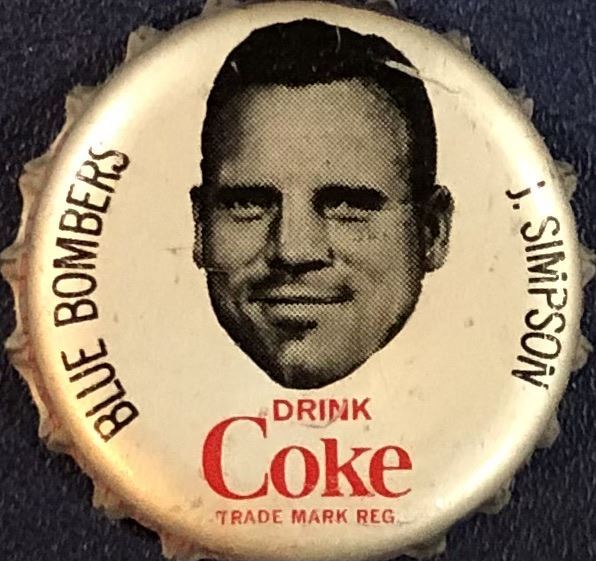 BLUE BOMBERS
J. SIMPSON
DRINK
Coke
TRADE MARK REG